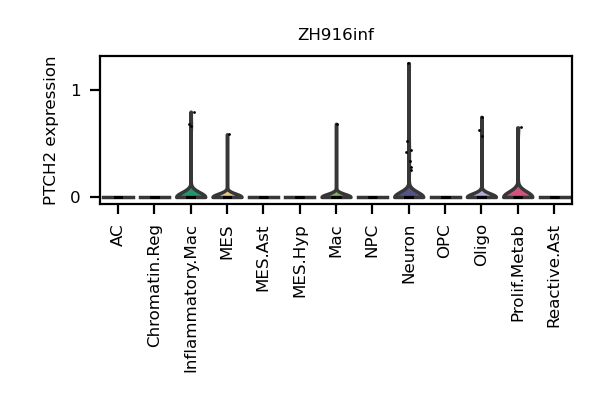 ZH916inf
PTCH2 expression
1
0
AC
Chromatin.Reg
Inflammatory.Mac
MES
MES.Ast
MES.Hyp
Mac
NPC
Neuron
OPC
Oligo
Prolif.Metab
Reactive.Ast